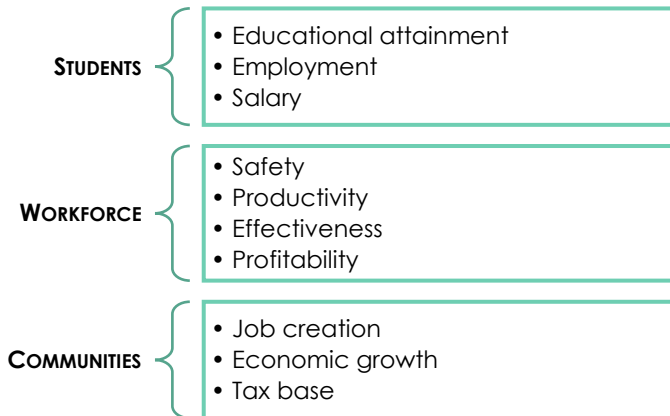 STUDENTS
• Educational attainment
• Employment
• Salary
WORKFORCE
• Safety
• Productivity
• Effectiveness
• Profitability
COMMUNITIES
• Job creation
• Economic growth
• Tax base